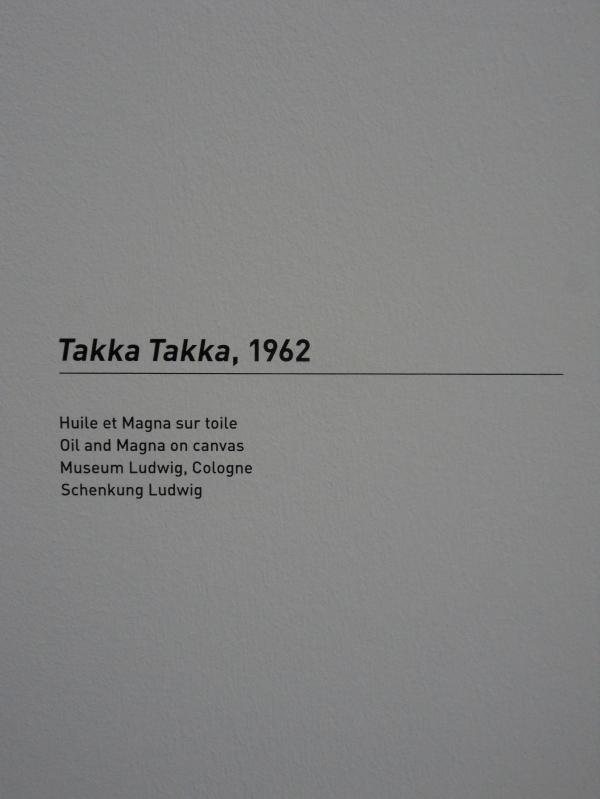 Takka Takka, 1962
Huile et Magna sur toile
Oil and Magna on canvas
Museum Ludwig, Cologne
Schenkung Ludwig